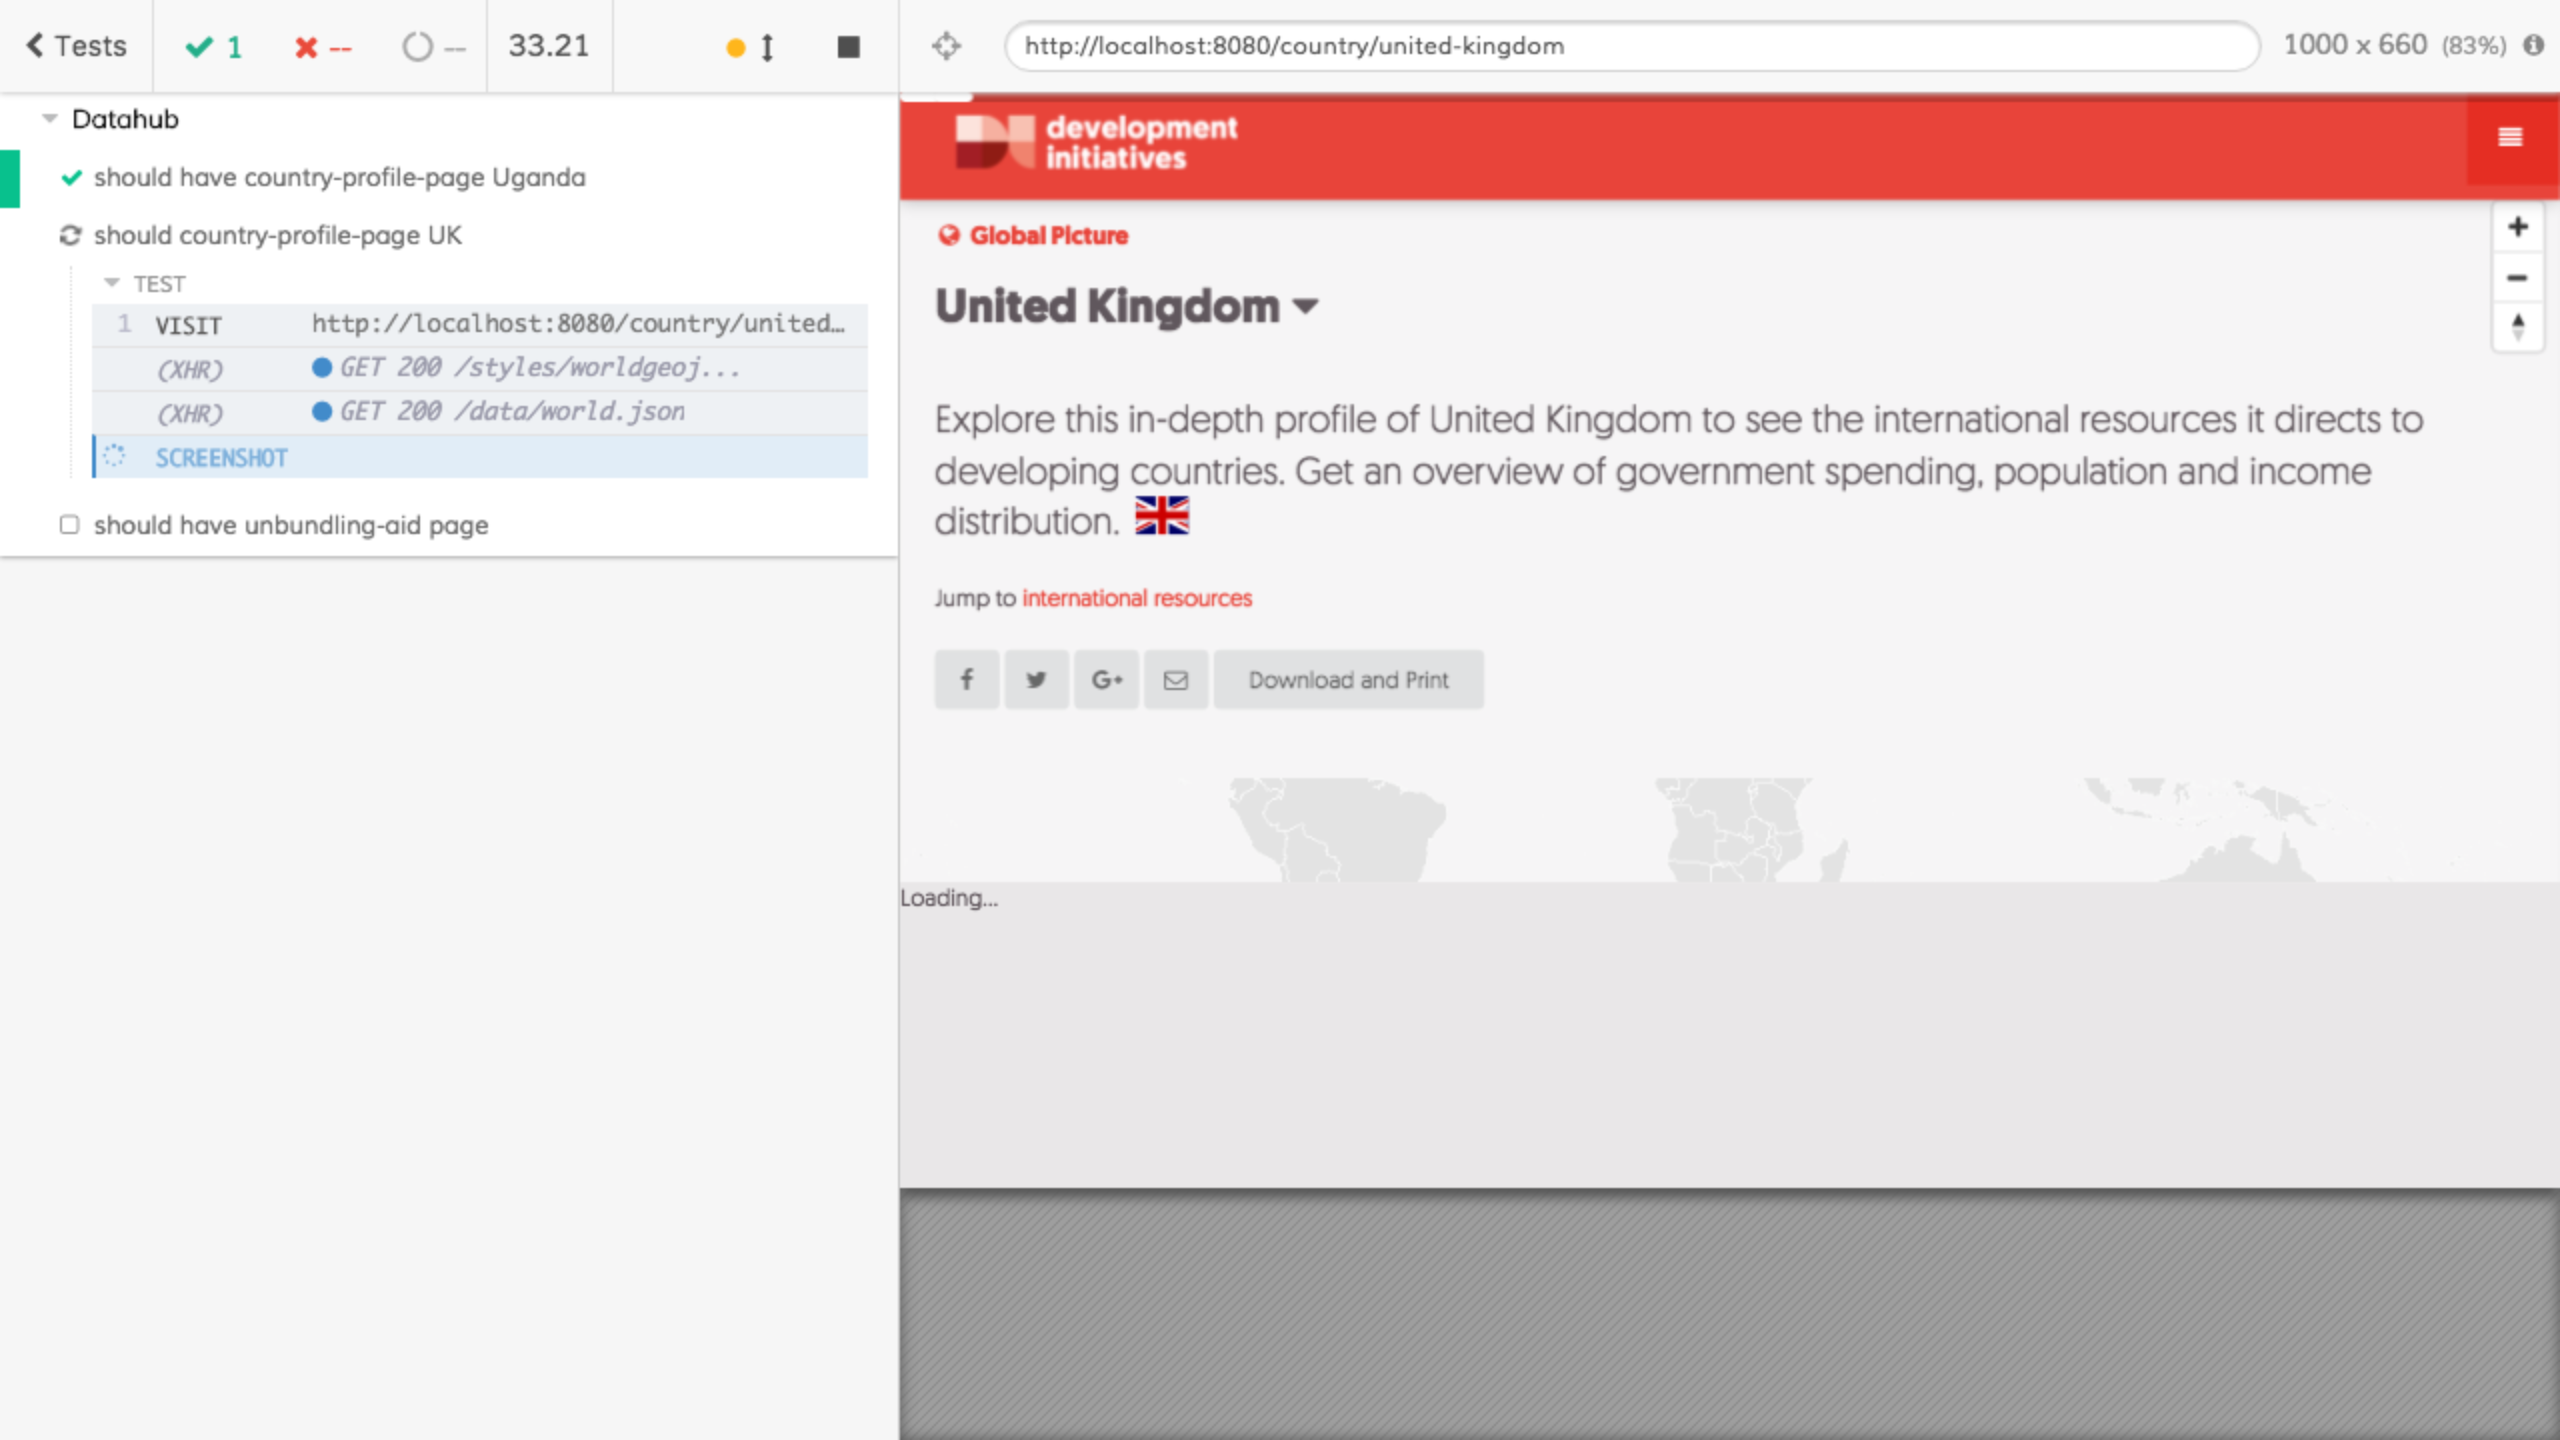 Tests
1
--
--
33.21
http://localhost:8080/country/united-kingdom
1000 x 660 (83%)
Datahub
should have country-profile-page Uganda
should country-profile-page UK
TEST
1 VISIT http://localhost:8080/country/united…
(XHR) GET 200 /styles/worldgeoj...
(XHR) GET 200 /data/world.json
SCREENSHOT
should have unbundling-aid page
development
initiatives
Global Picture
United Kingdom
Explore this in-depth profile of United Kingdom to see the international resources it directs to
developing countries. Get an overview of government spending, population and income
distribution.
Jump to international resources
G+
Download and Print
Loading...